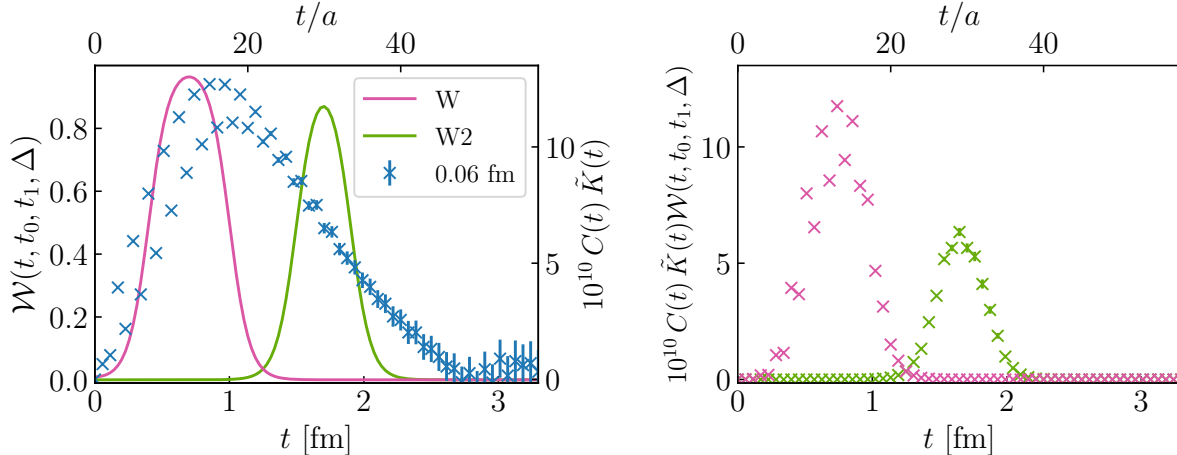 t/a
0 20 40
𝒲(t, t₀, t₁, Δ)
0.8
0.6
0.4
0.2
0.0
W
W2
0.06 fm
10
5
0
10¹⁰ C(t) K̃(t)
0 1 2 3
t [fm]
t/a
0 20 40
10¹⁰ C(t) K̃(t)𝒲(t, t₀, t₁, Δ)
10
5
0
0 1 2 3
t [fm]